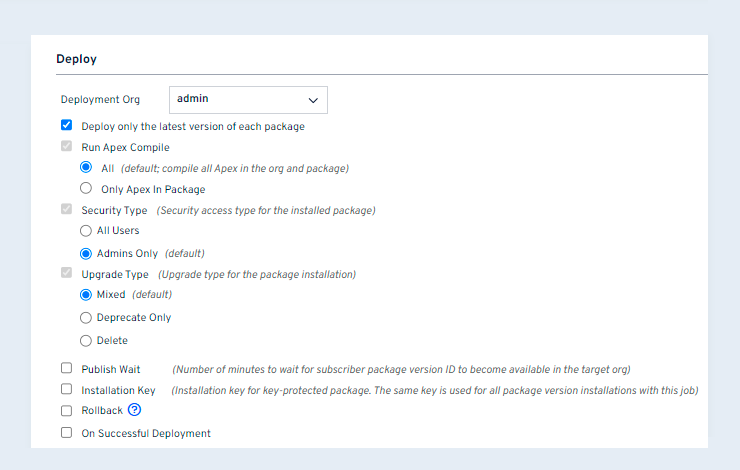 Deploy
Deployment Org admin
Deploy only the latest version of each package
Run Apex Compile
All (default; compile all Apex in the org and package)
Only Apex In Package
Security Type (Security access type for the installed package)
All Users
Admins Only (default)
Upgrade Type (Upgrade type for the package installation)
Mixed (default)
Deprecate Only
Delete
Publish Wait (Number of minutes to wait for subscriber package version ID to become available in the target org)
Installation Key (Installation key for key-protected package. The same key is used for all package version installations with this job)
Rollback ?
On Successful Deployment